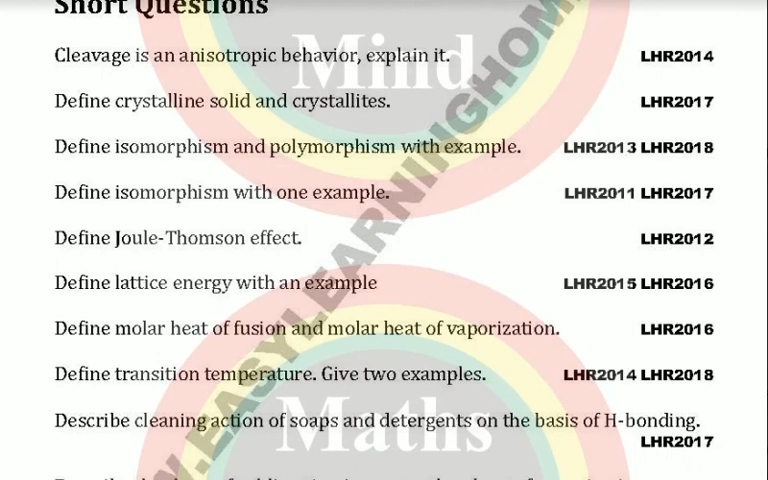 Short Questions
Cleavage is an anisotropic behavior, explain it. LHR2014
Define crystalline solid and crystallites. LHR2017
Define isomorphism and polymorphism with example. LHR2013 LHR2018
Define isomorphism with one example. LHR2011 LHR2017
Define Joule-Thomson effect. LHR2012
Define lattice energy with an example LHR2015 LHR2016
Define molar heat of fusion and molar heat of vaporization. LHR2016
Define transition temperature. Give two examples. LHR2014 LHR2018
Describe cleaning action of soaps and detergents on the basis of H-bonding.
LHR2017
Mind
Maths
W.EASYLEARNINGHOM